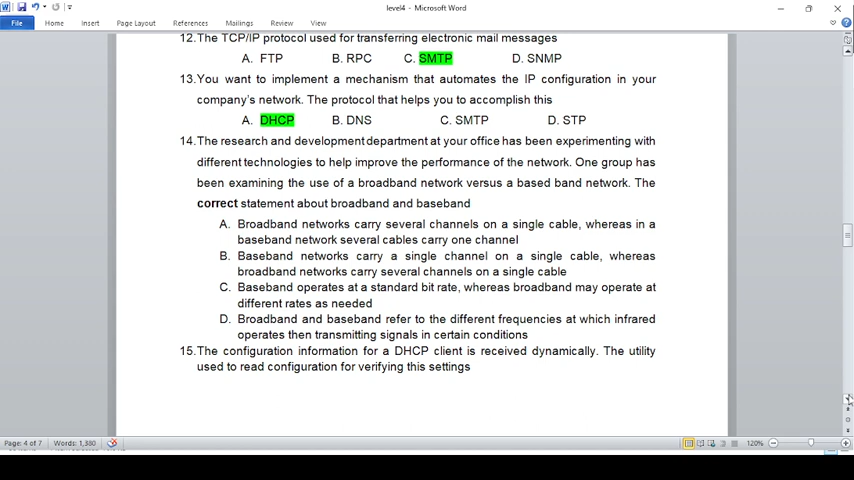 level4 - Microsoft Word
File Home Insert Page Layout References Mailings Review View
12.The TCP/IP protocol used for transferring electronic mail messages
A. FTP B. RPC C. SMTP D. SNMP
13.You want to implement a mechanism that automates the IP configuration in your
company's network. The protocol that helps you to accomplish this
A. DHCP B. DNS C. SMTP D. STP
14.The research and development department at your office has been experimenting with
different technologies to help improve the performance of the network. One group has
been examining the use of a broadband network versus a based band network. The
correct statement about broadband and baseband
A. Broadband networks carry several channels on a single cable, whereas in a
baseband network several cables carry one channel
B. Baseband networks carry a single channel on a single cable, whereas
broadband networks carry several channels on a single cable
C. Baseband operates at a standard bit rate, whereas broadband may operate at
different rates as needed
D. Broadband and baseband refer to the different frequencies at which infrared
operates then transmitting signals in certain conditions
15.The configuration information for a DHCP client is received dynamically. The utility
used to read configuration for verifying this settings
Page: 4 of 7 Words: 1,380 120%